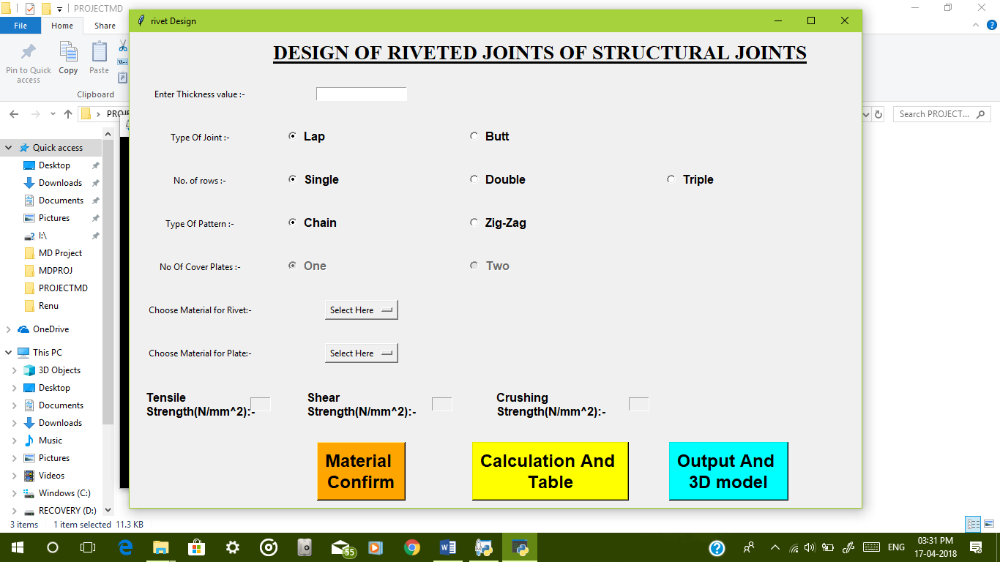 PROJECTMD
File
Home
Share
Pin to Quick
access
Copy
Paste
Clipboard
rivet Design
DESIGN OF RIVETED JOINTS OF STRUCTURAL JOINTS
Enter Thickness value :-
Type Of Joint :-
Lap
Butt
No. of rows :-
Single
Double
Triple
Type Of Pattern :-
Chain
Zig-Zag
No Of Cover Plates :-
One
Two
Choose Material for Rivet:-
Select Here
Choose Material for Plate:-
Select Here
Tensile
Strength(N/mm^2):-
Shear
Strength(N/mm^2):-
Crushing
Strength(N/mm^2):-
Material
Confirm
Calculation And
Table
Output And
3D model
Search PROJECT...
Quick access
Desktop
Downloads
Documents
Pictures
I:\
MD Project
MDPROJ
PROJECTMD
Renu
OneDrive
This PC
3D Objects
Desktop
Documents
Downloads
Music
Pictures
Videos
Windows (C:)
RECOVERY (D:)
3 items
1 item selected 11.3 KB
55
ENG
03:31 PM
17-04-2018